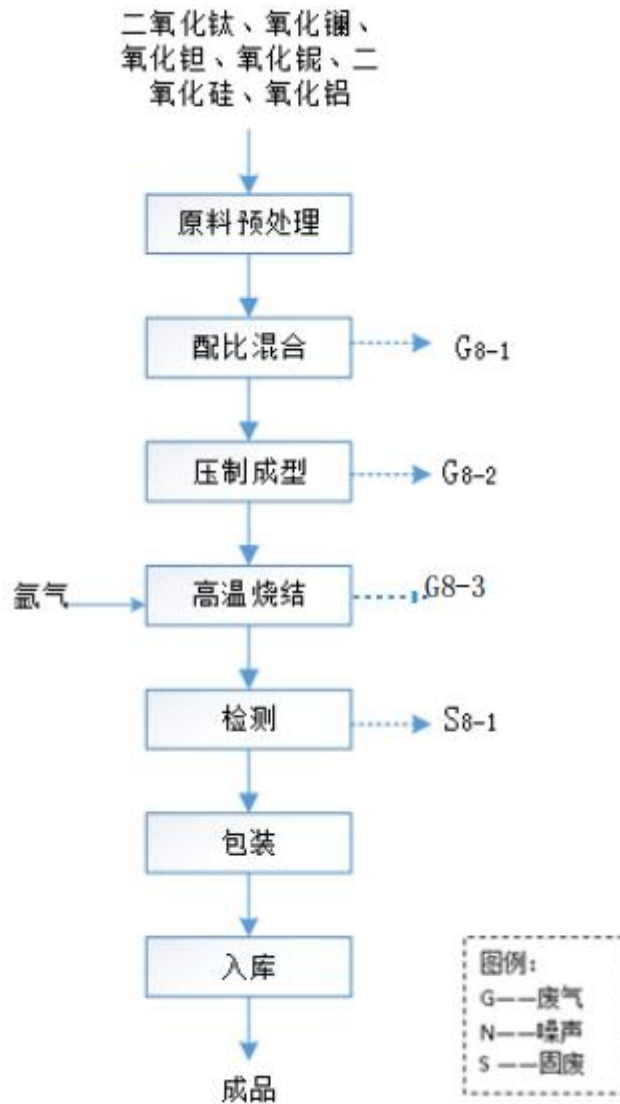 二氧化钛、氧化镧、
氧化钽、氧化铌、二
氧化硅、氧化铝
原料预处理
配比混合
G8-1
压制成型
G8-2
氩气
高温烧结
G8-3
检测
S8-1
包装
入库
成品
图例：
G——废气
N——噪声
S ——固废